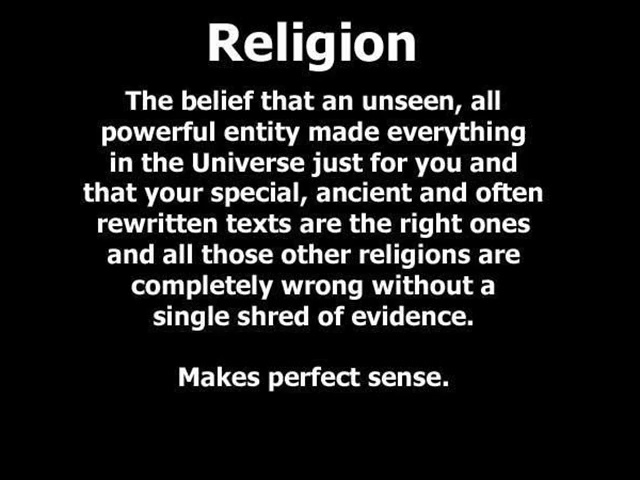 Religion
The belief that an unseen, all
powerful entity made everything
in the Universe just for you and
that your special, ancient and often
rewritten texts are the right ones
and all those other religions are
completely wrong without a
single shred of evidence.
Makes perfect sense.